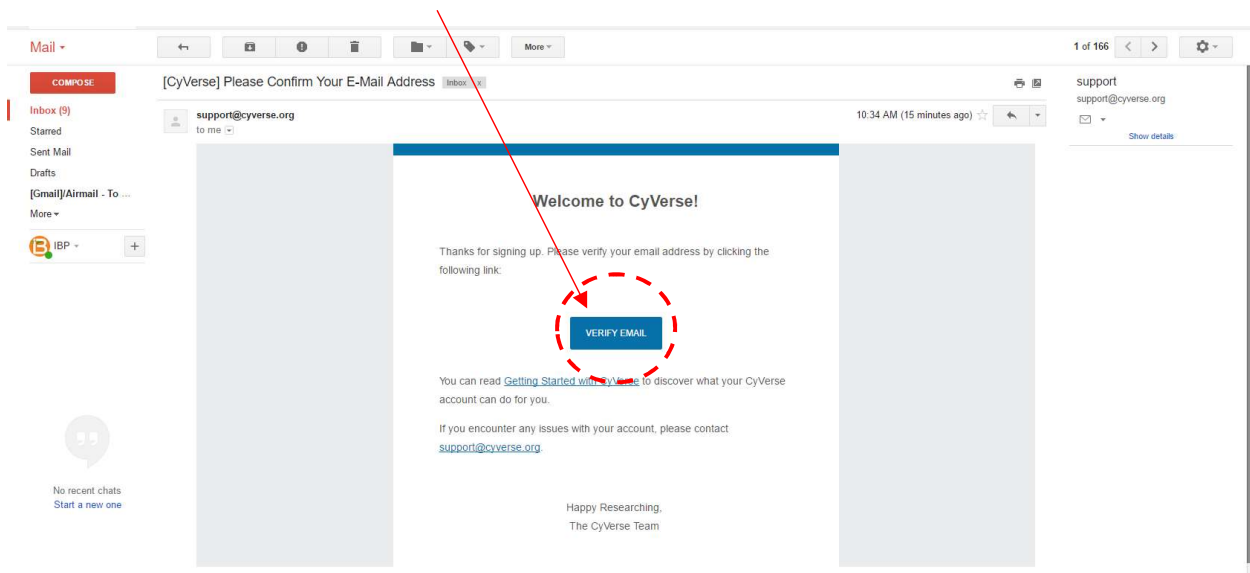 Mail
More
1 of 166
COMPOSE
[CyVerse] Please Confirm Your E-Mail Address
Inbox x
support
support@cyverse.org
Inbox (9)
Starred
Sent Mail
Drafts
[Gmail]/Airmail - To ...
More
IBP
support@cyverse.org
to me
10:34 AM (15 minutes ago)
Show details
Welcome to CyVerse!
Thanks for signing up. Please verify your email address by clicking the
following link:
VERIFY EMAIL
You can read Getting Started with CyVerse to discover what your CyVerse
account can do for you.
If you encounter any issues with your account, please contact
support@cyverse.org.
Happy Researching,
The CyVerse Team
No recent chats
Start a new one